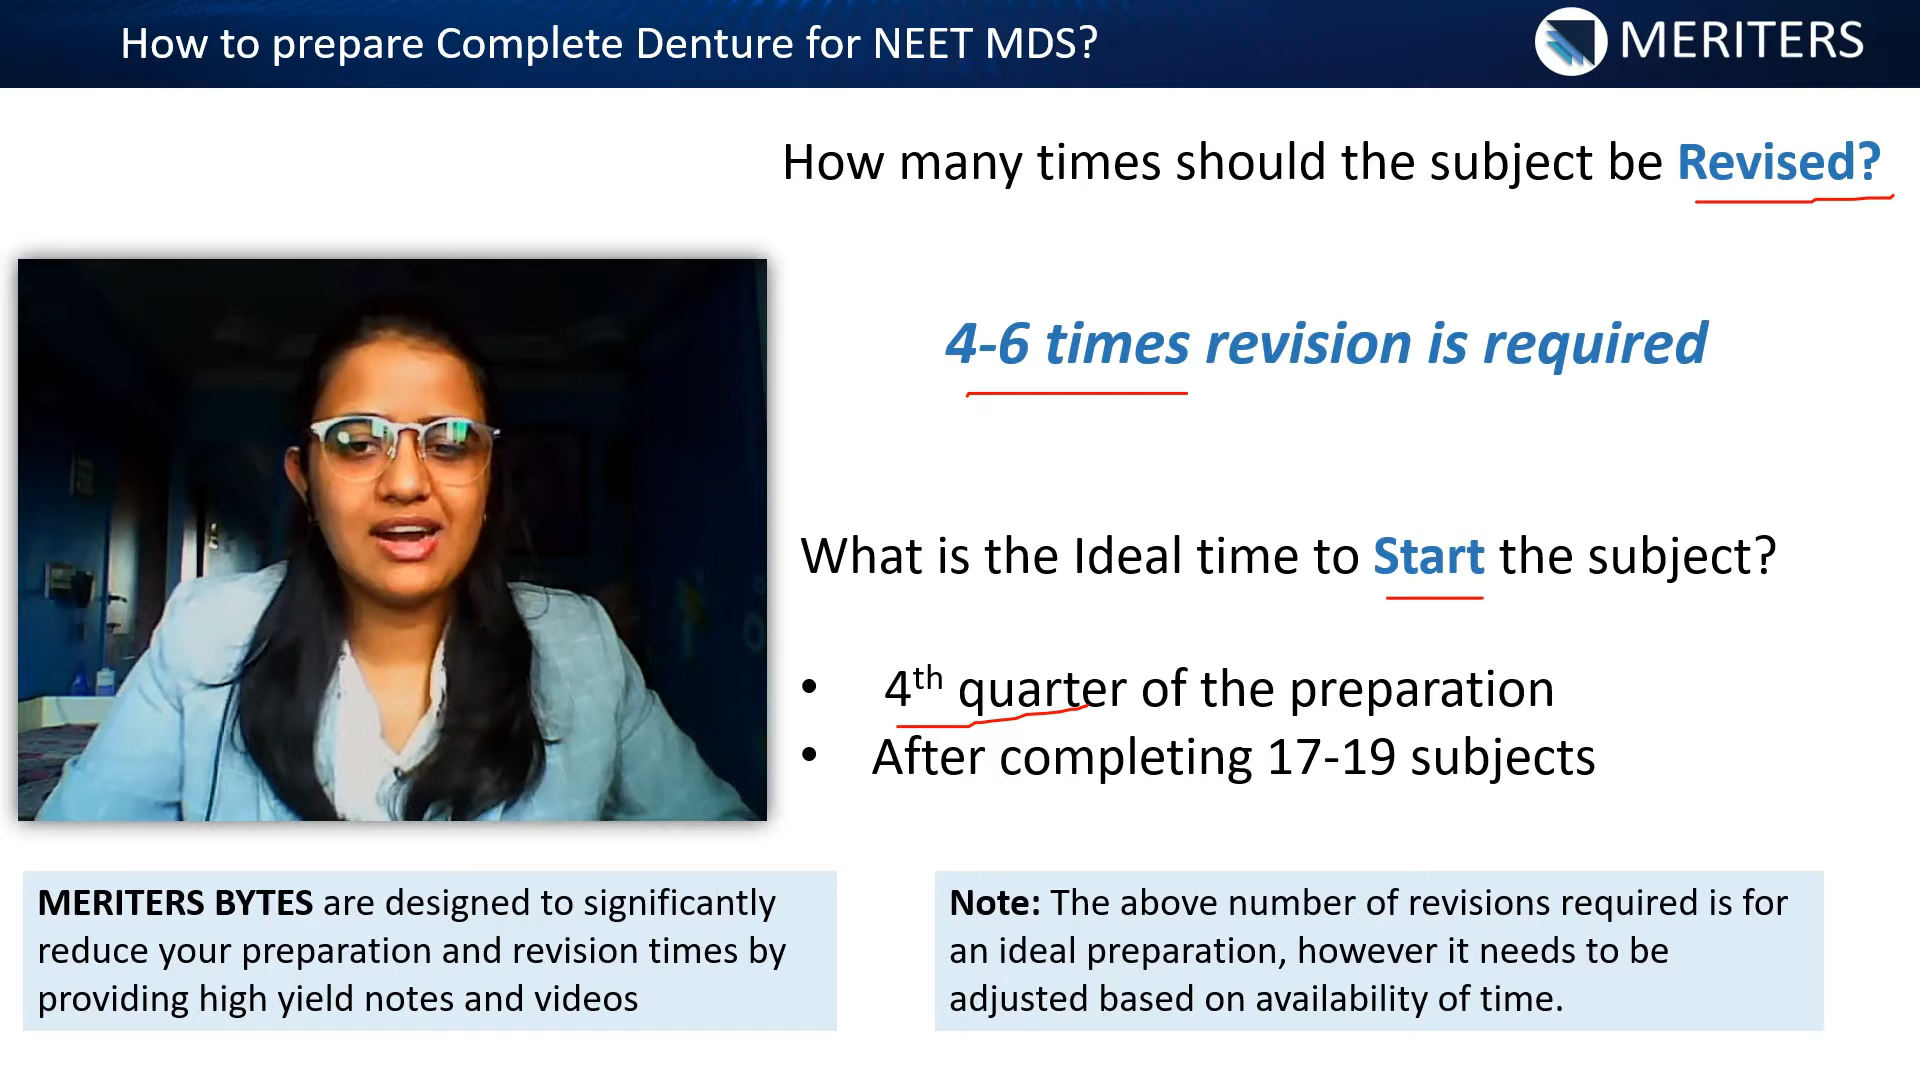 How to prepare Complete Denture for NEET MDS?
MERITERS
How many times should the subject be Revised?
4-6 times revision is required
What is the Ideal time to Start the subject?
• 4th quarter of the preparation
• After completing 17-19 subjects
MERITERS BYTES are designed to significantly
reduce your preparation and revision times by
providing high yield notes and videos
Note: The above number of revisions required is for
an ideal preparation, however it needs to be
adjusted based on availability of time.